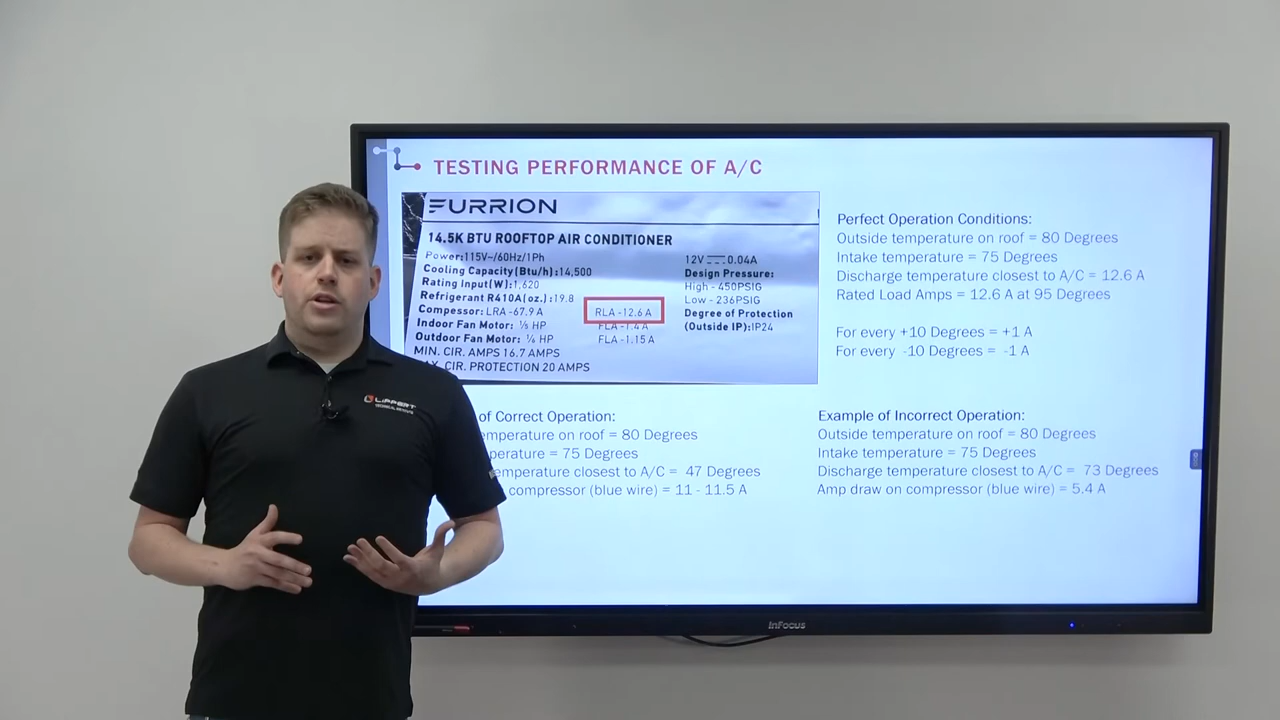 TESTING PERFORMANCE OF A/C
FURRION
14.5K BTU ROOFTOP AIR CONDITIONER
Power:115V~/60Hz/1Ph
Cooling Capacity(Btu/h):14,500
Rating Input(W):1,620
Refrigerant R410A(oz.):19.8
Compressor: LRA -67.9 A
RLA -12.6 A
Indoor Fan Motor: 1/3 HP
FLA -1.4 A
Outdoor Fan Motor: 1/4 HP
FLA -1.15 A
MIN. CIR. AMPS 16.7 AMPS
CIR. PROTECTION 20 AMPS
12V 0.04A
Design Pressure:
High - 450PSIG
Low - 236PSIG
Degree of Protection
(Outside IP):IP24
Perfect Operation Conditions:
Outside temperature on roof = 80 Degrees
Intake temperature = 75 Degrees
Discharge temperature closest to A/C = 12.6 A
Rated Load Amps = 12.6 A at 95 Degrees
For every +10 Degrees = +1 A
For every -10 Degrees = -1 A
of Correct Operation:
temperature on roof = 80 Degrees
= 75 Degrees
temperature closest to A/C = 47 Degrees
compressor (blue wire) = 11 - 11.5 A
Example of Incorrect Operation:
Outside temperature on roof = 80 Degrees
Intake temperature = 75 Degrees
Discharge temperature closest to A/C = 73 Degrees
Amp draw on compressor (blue wire) = 5.4 A
LIPPERT
TECHNICAL INSTITUTE
InFocus